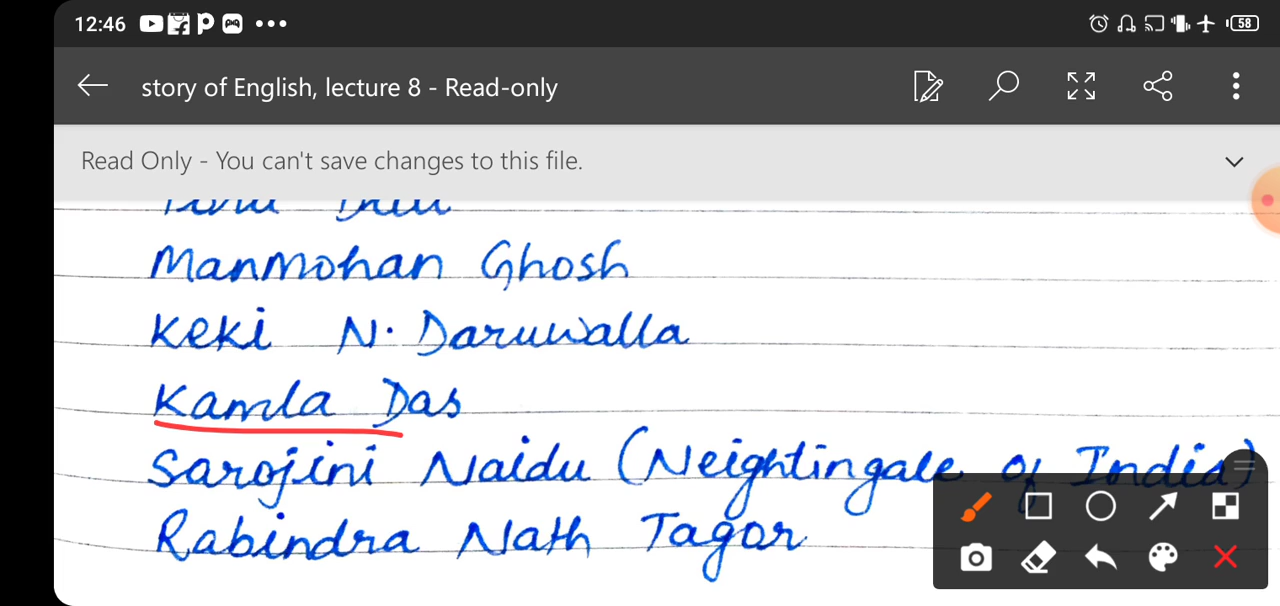 12:46 58
story of English, lecture 8 - Read-only
Read Only - You can't save changes to this file.
Manmohan Ghosh
Keki N. Daruwalla
Kamla Das
Sarojini Naidu (Neightingale of India)
Rabindra Nath Tagor